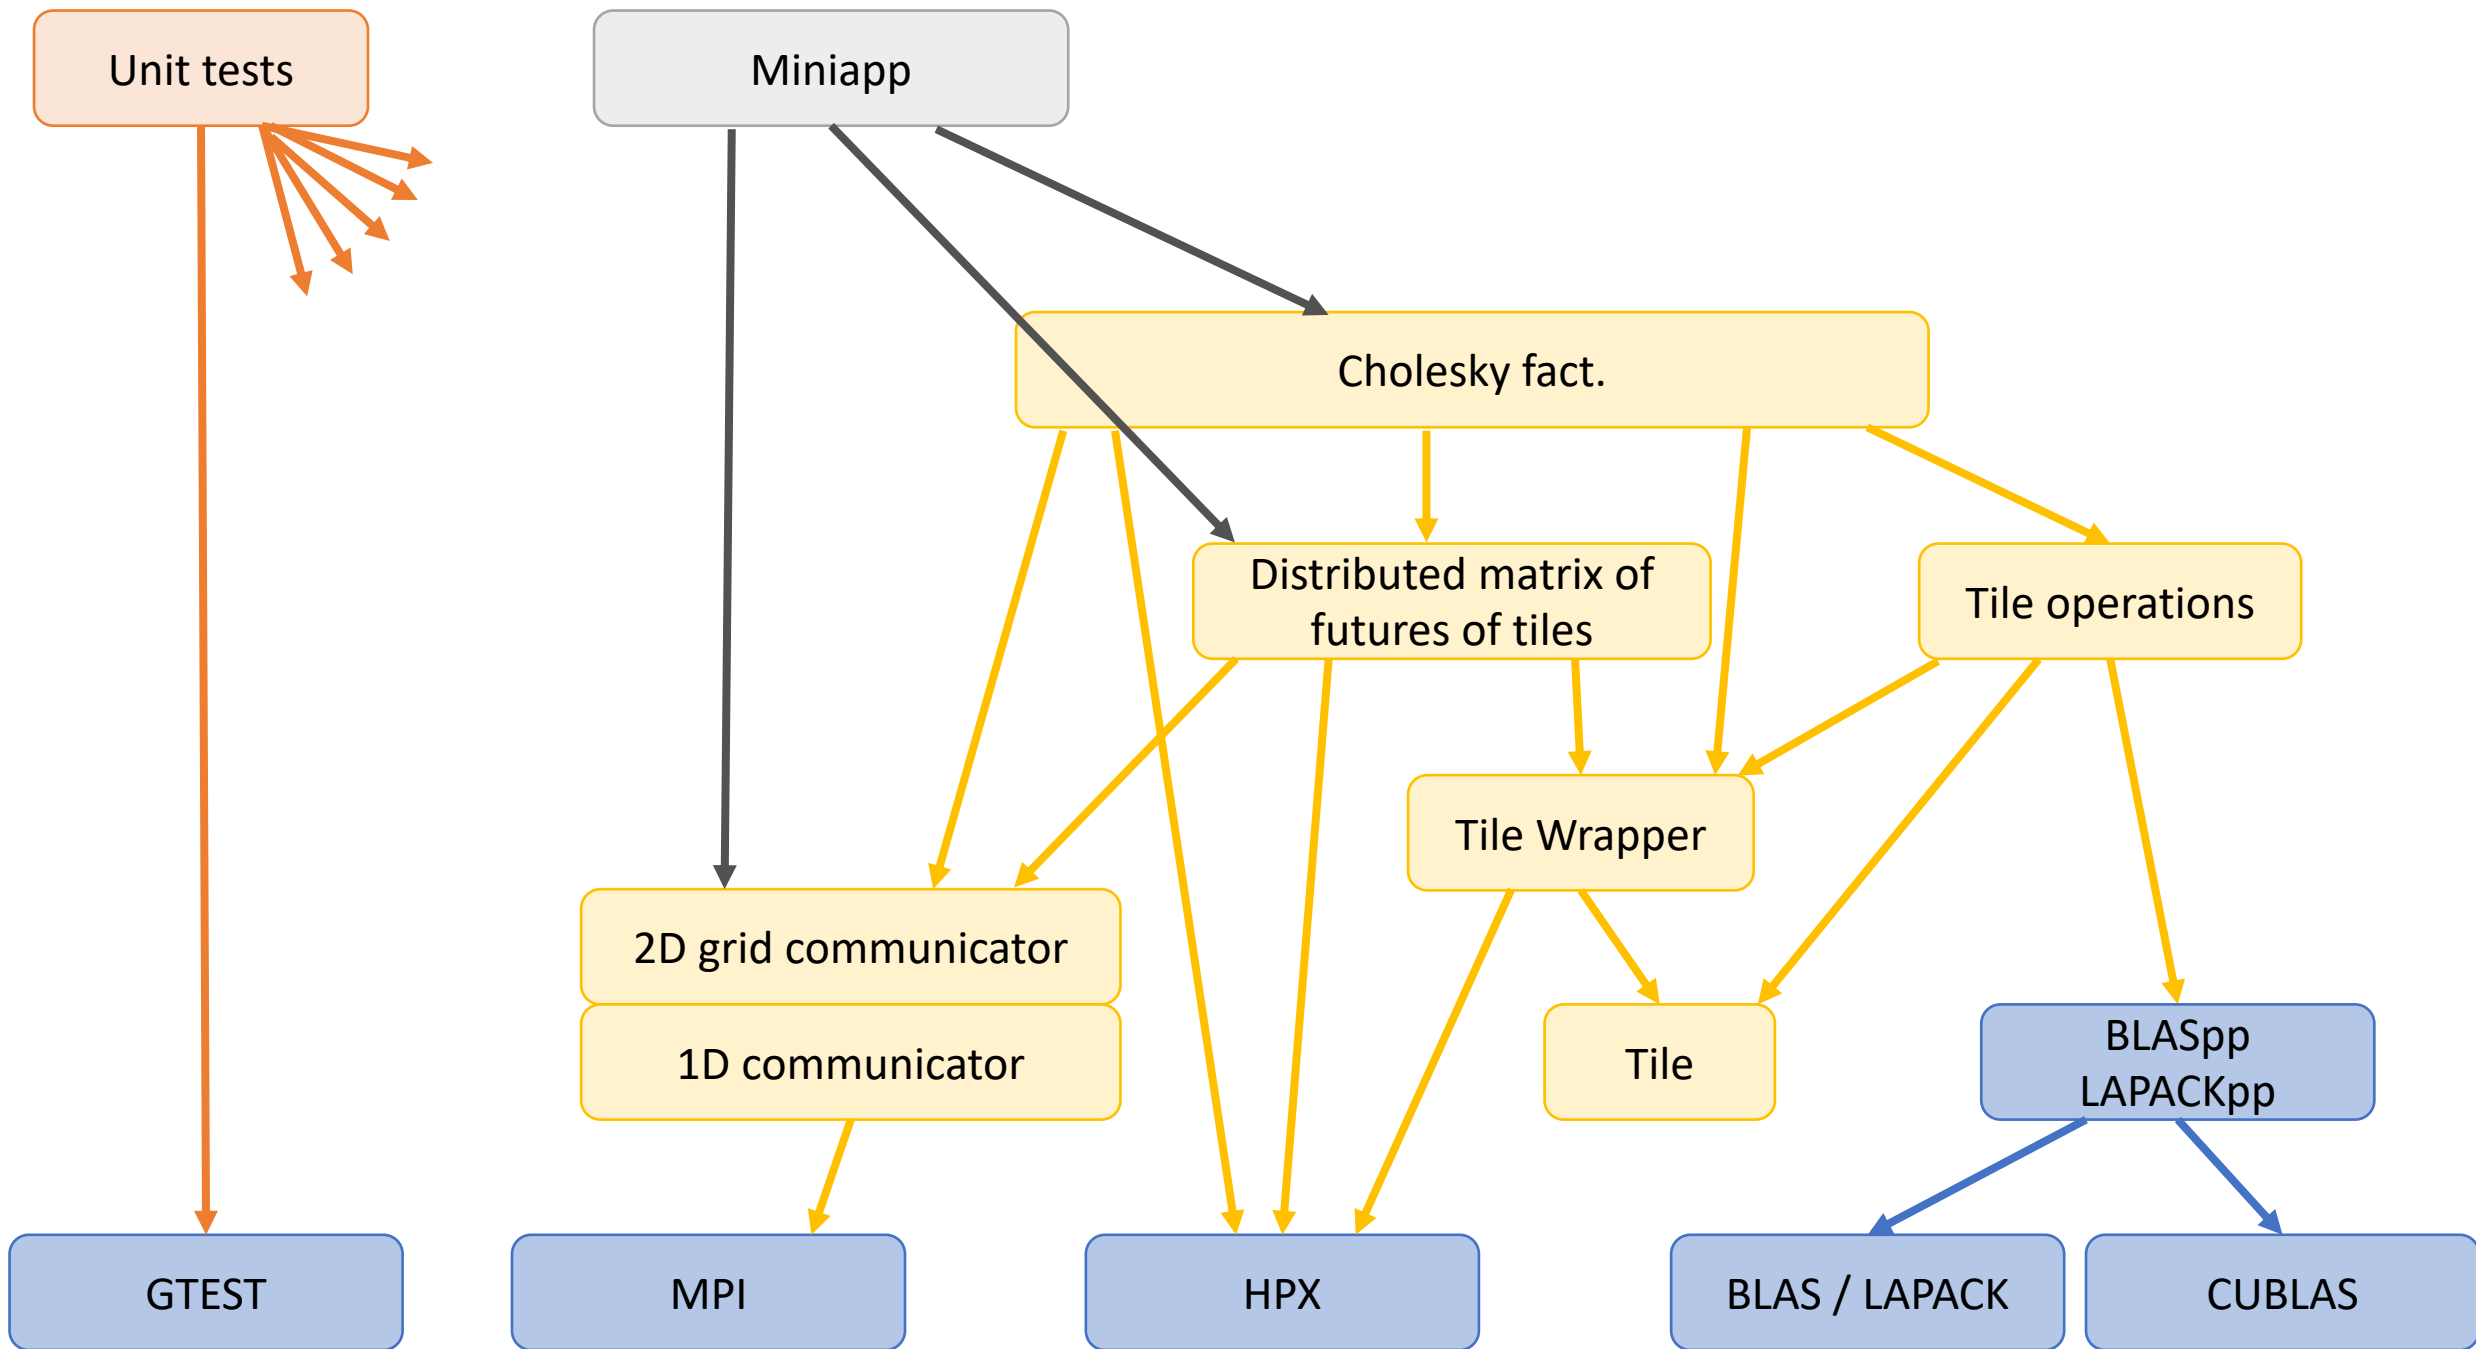 Unit tests
Miniapp
Cholesky fact.
Distributed matrix of
futures of tiles
Tile operations
Tile Wrapper
2D grid communicator
1D communicator
Tile
BLASpp
LAPACKpp
GTEST
MPI
HPX
BLAS / LAPACK
CUBLAS